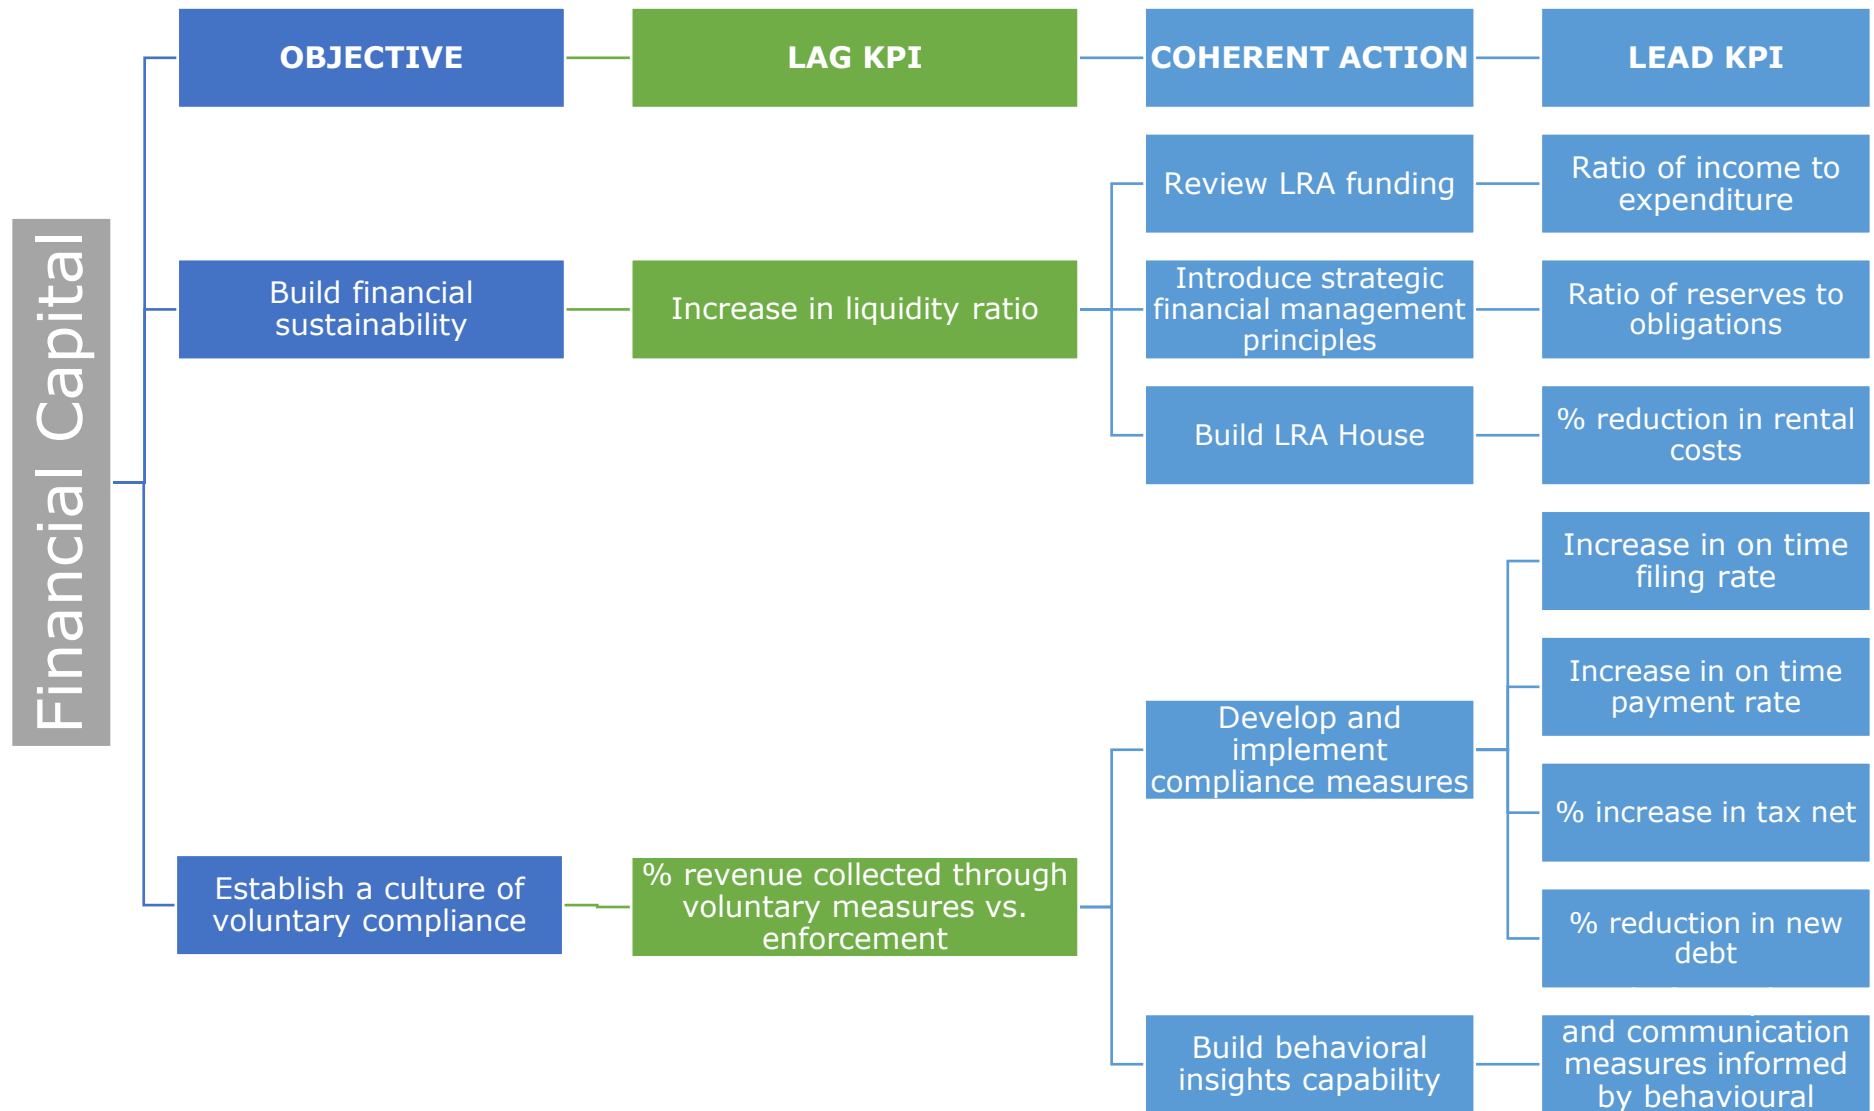 Financial Capital
OBJECTIVE
LAG KPI
COHERENT ACTION
LEAD KPI
Build financial
sustainability
Increase in liquidity ratio
Review LRA funding
Ratio of income to
expenditure
Introduce strategic
financial management
principles
Ratio of reserves to
obligations
Build LRA House
% reduction in rental
costs
Establish a culture of
voluntary compliance
% revenue collected through
voluntary measures vs.
enforcement
Develop and
implement
compliance measures
Increase in on time
filing rate
Increase in on time
payment rate
% increase in tax net
% reduction in new
debt
Build behavioral
insights capability
and communication
measures informed
by behavioural